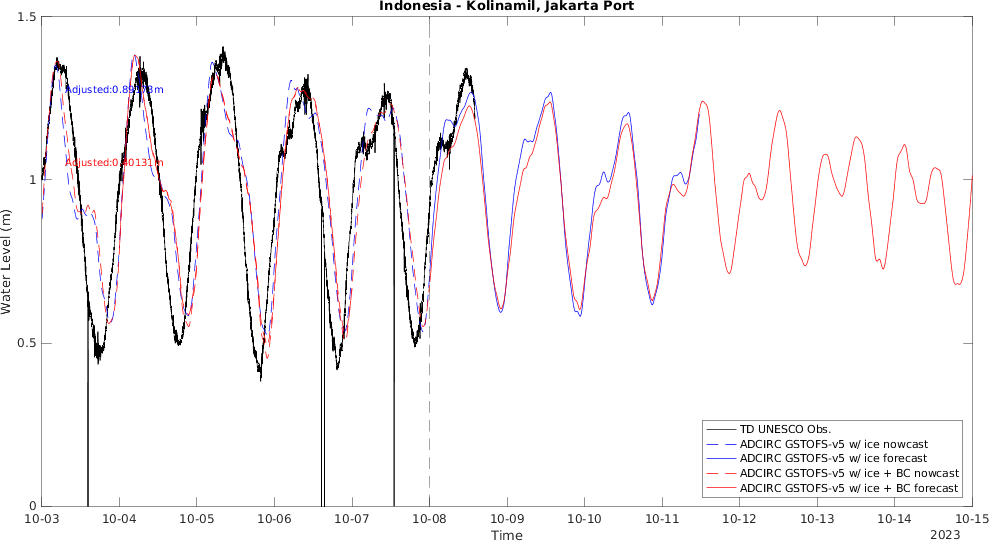 Indonesia - Kolinamil, Jakarta Port
1.5
1
0.5
0
Water Level (m)
Adjusted:
Adjusted:
10-03 10-04 10-05 10-06 10-07 10-08 10-09 10-10 10-11 10-12 10-13 10-14 10-15
Time
2023
TD UNESCO Obs.
ADCIRC GSTOFS-v5 w/ ice nowcast
ADCIRC GSTOFS-v5 w/ ice forecast
ADCIRC GSTOFS-v5 w/ ice + BC nowcast
ADCIRC GSTOFS-v5 w/ ice + BC forecast